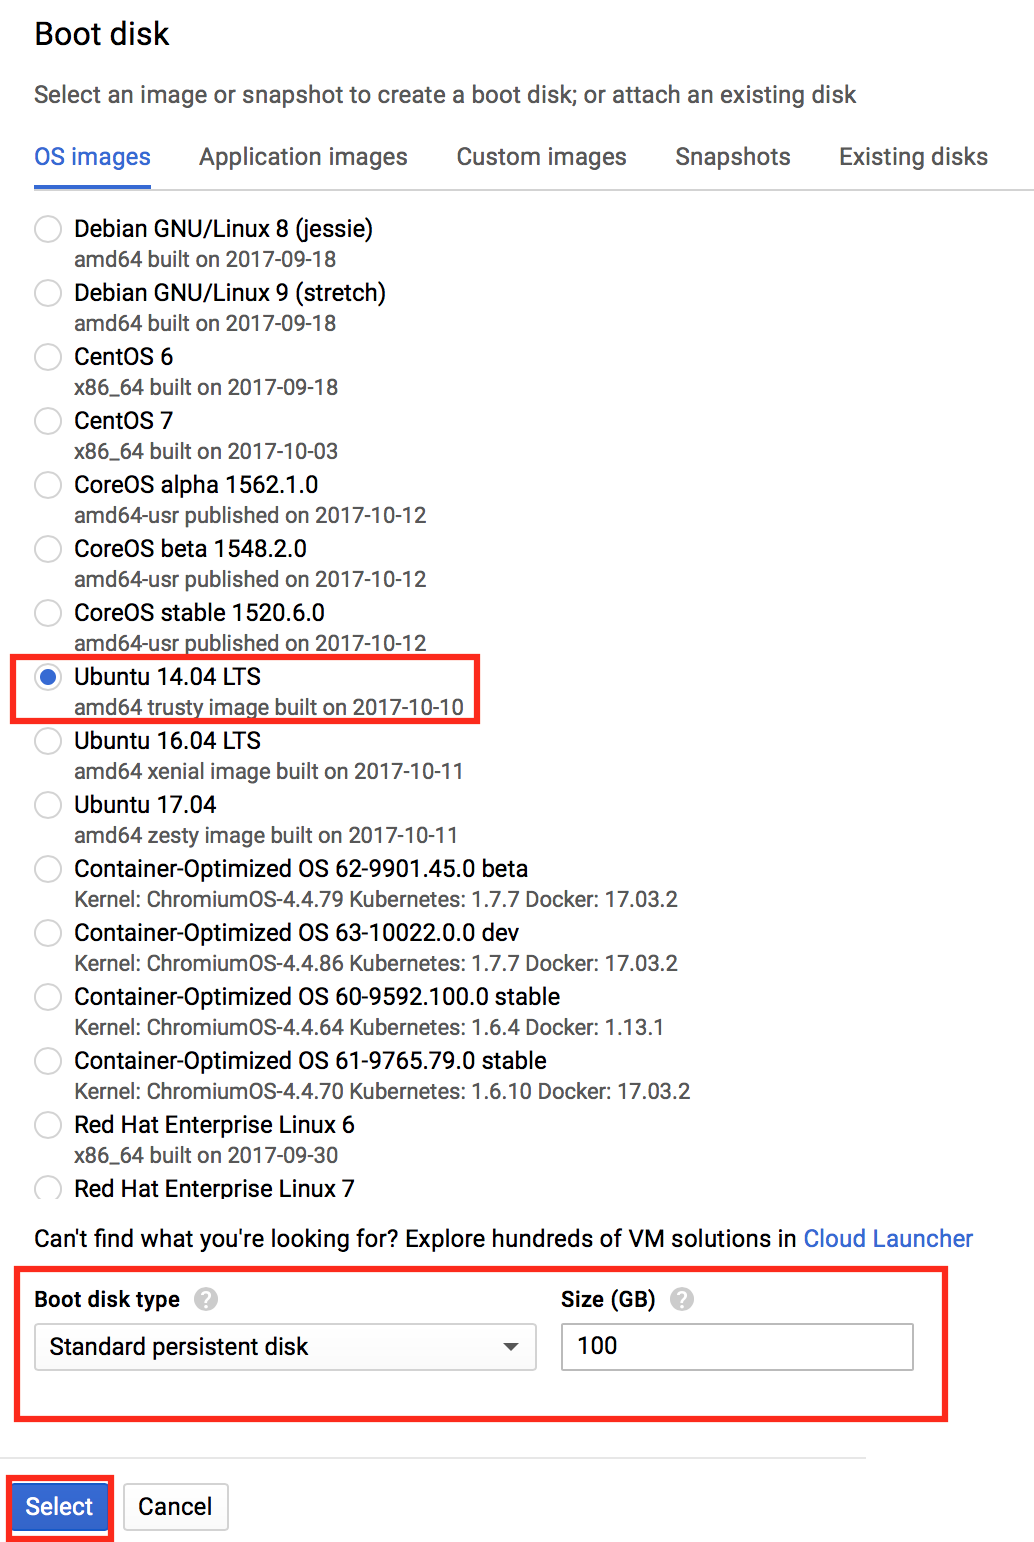 Boot disk
Select an image or snapshot to create a boot disk; or attach an existing disk
OS images Application images Custom images Snapshots Existing disks
Debian GNU/Linux 8 (jessie)
amd64 built on 2017-09-18
Debian GNU/Linux 9 (stretch)
amd64 built on 2017-09-18
CentOS 6
x86_64 built on 2017-09-18
CentOS 7
x86_64 built on 2017-10-03
CoreOS alpha 1562.1.0
amd64-usr published on 2017-10-12
CoreOS beta 1548.2.0
amd64-usr published on 2017-10-12
CoreOS stable 1520.6.0
amd64-usr published on 2017-10-12
Ubuntu 14.04 LTS
amd64 trusty image built on 2017-10-10
Ubuntu 16.04 LTS
amd64 xenial image built on 2017-10-11
Ubuntu 17.04
amd64 zesty image built on 2017-10-11
Container-Optimized OS 62-9901.45.0 beta
Kernel: ChromiumOS-4.4.79 Kubernetes: 1.7.7 Docker: 17.03.2
Container-Optimized OS 63-10022.0.0 dev
Kernel: ChromiumOS-4.4.86 Kubernetes: 1.7.7 Docker: 17.03.2
Container-Optimized OS 60-9592.100.0 stable
Kernel: ChromiumOS-4.4.64 Kubernetes: 1.6.4 Docker: 1.13.1
Container-Optimized OS 61-9765.79.0 stable
Kernel: ChromiumOS-4.4.70 Kubernetes: 1.6.10 Docker: 17.03.2
Red Hat Enterprise Linux 6
x86_64 built on 2017-09-30
Red Hat Enterprise Linux 7
Can't find what you're looking for? Explore hundreds of VM solutions in Cloud Launcher
Boot disk type ? Size (GB) ?
Standard persistent disk 100
Select Cancel